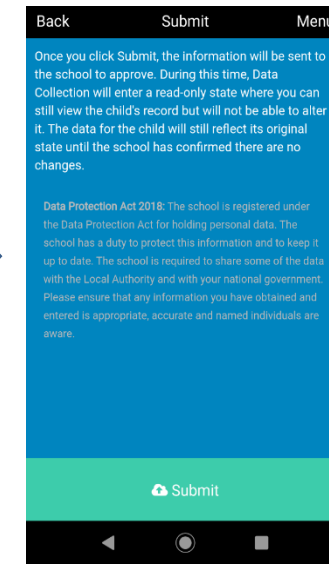 Back Submit Menu
Once you click Submit, the information will be sent to
the school to approve. During this time, Data
Collection will enter a read-only state where you can
still view the child's record but will not be able to alter
it. The data for the child will still reflect its original
state until the school has confirmed there are no
changes.
Data Protection Act 2018: The school is registered under
the Data Protection Act for holding personal data. The
school has a duty to protect this information and to keep it
up to date. The school is required to share some of the data
with the Local Authority and with your national government.
Please ensure that any information you have obtained and
entered is appropriate, accurate and named individuals are
aware.
Submit